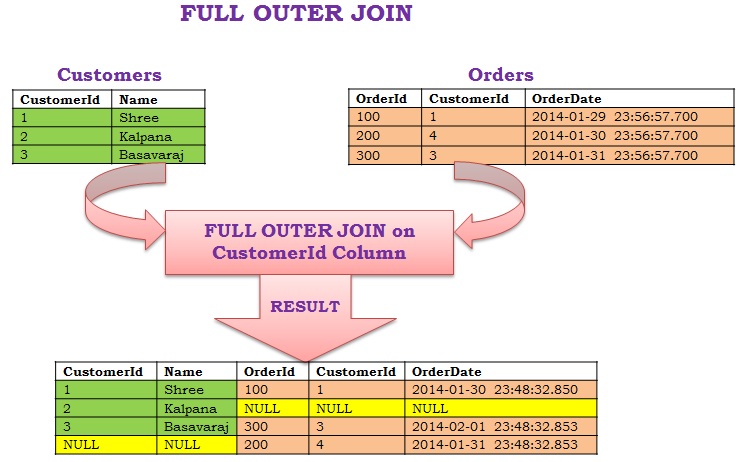 FULL OUTER JOIN
Customers
CustomerId Name
1 Shree
2 Kalpana
3 Basavaraj
Orders
OrderId CustomerId OrderDate
100 1 2014-01-29 23:56:57.700
200 4 2014-01-30 23:56:57.700
300 3 2014-01-31 23:56:57.700
FULL OUTER JOIN on
CustomerId Column
RESULT
CustomerId Name OrderId CustomerId OrderDate
1 Shree 100 1 2014-01-30 23:48:32.850
2 Kalpana NULL NULL NULL
3 Basavaraj 300 3 2014-02-01 23:48:32.853
NULL NULL 200 4 2014-01-31 23:48:32.853